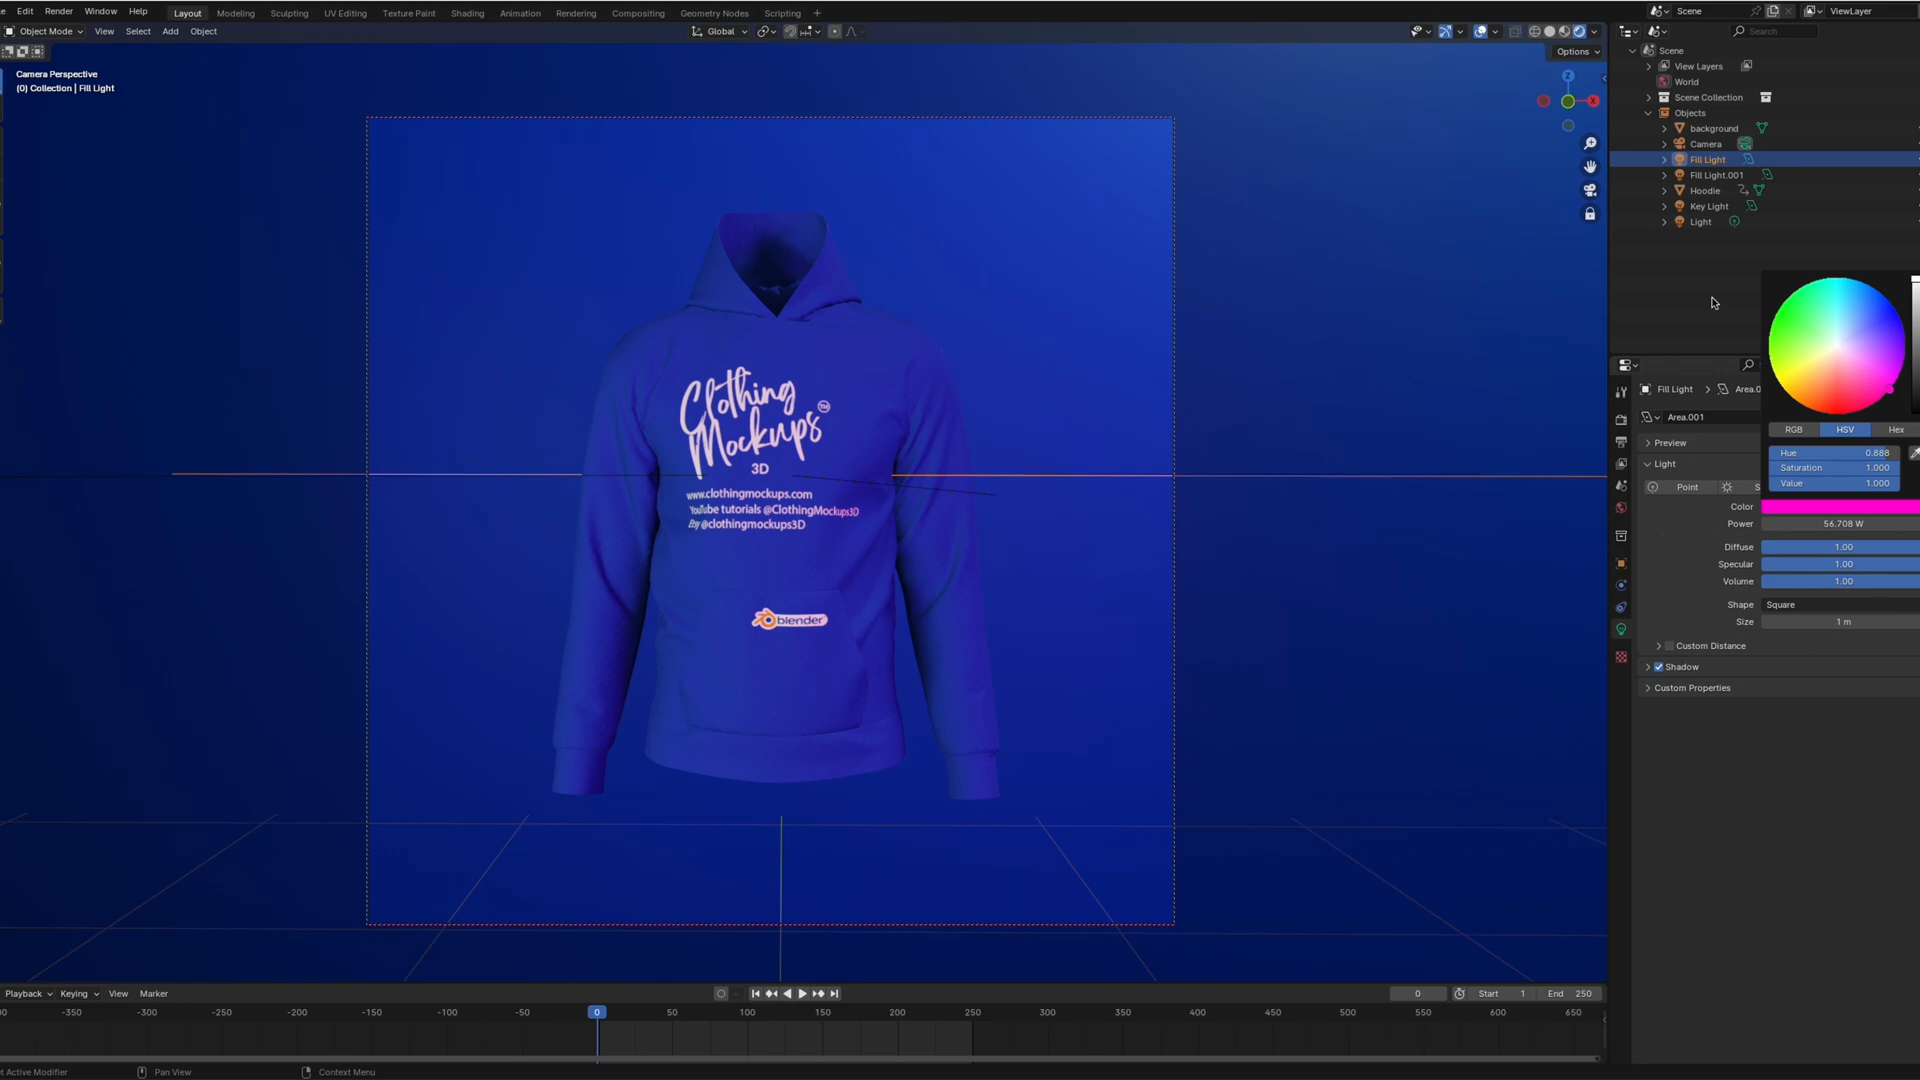 Edit Render Window Help Layout Modeling Sculpting UV Editing Texture Paint Shading Animation Rendering Compositing Geometry Nodes Scripting + Scene ViewLayer
Object Mode View Select Add Object Global Search
Options
Scene
View Layers
World
Scene Collection
Objects
background
Camera
Fill Light
Fill Light.001
Hoodie
Key Light
Light
Camera Perspective
(0) Collection | Fill Light
Z
X
Clothing
Mockups
TM
3D
www.clothingmockups.com
YouTube tutorials @ClothingMockups3D
@clothingmockups3D
blender
Fill Light > Area.0
Area.001
RGB HSV Hex
Preview
Hue 0.888
Light
Saturation 1.000
Value 1.000
Point S
Color
Power 56.708 W
Diffuse 1.00
Specular 1.00
Volume 1.00
Shape Square
Size 1 m
Custom Distance
Shadow
Custom Properties
Playback Keying View Marker 0 Start 1 End 250
-350 -250 -200 -150 -100 -50 0 50 100 150 200 250 300 350 400 450 500 550 600 650
t Active Modifier Pan View Context Menu